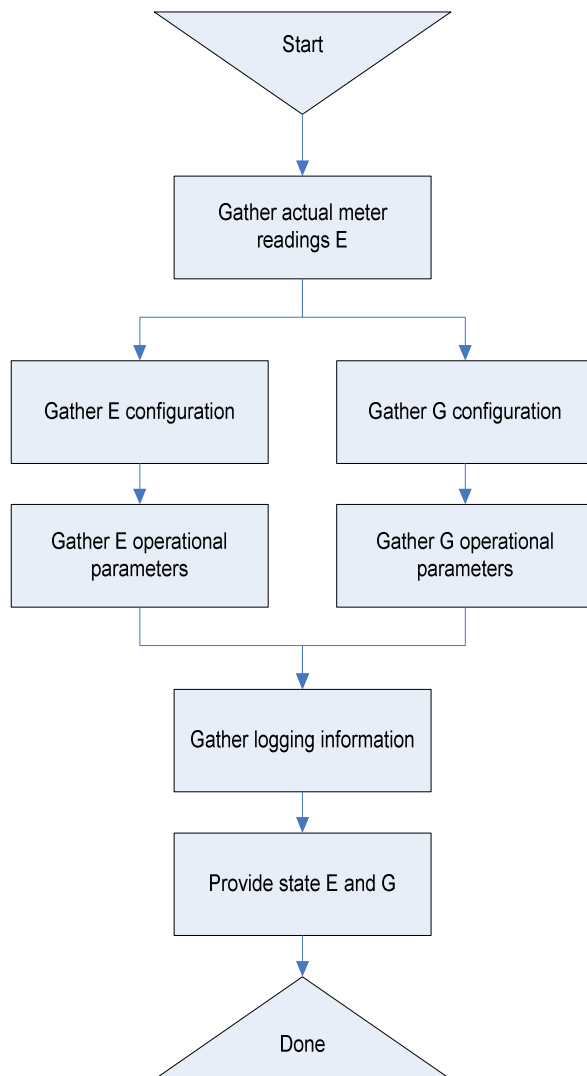 Start
Gather actual meter
readings E
Gather E configuration
Gather G configuration
Gather E operational
parameters
Gather G operational
parameters
Gather logging information
Provide state E and G
Done